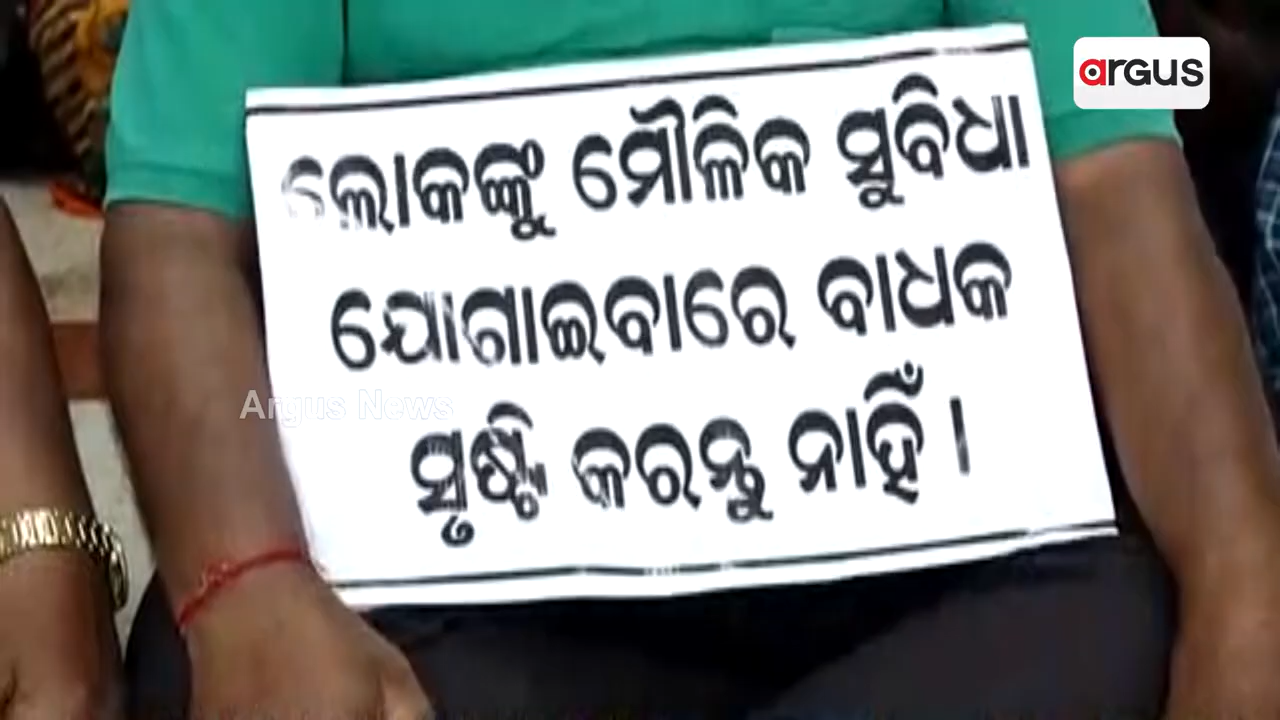 argus
ଲୋକଙ୍କୁ ମୌଳିକ ସୁବିଧା
ଯୋଗାଇବାରେ ବାଧକ
Argus News
ସୃଷ୍ଟି କରନ୍ତୁ ନାହିଁ ।